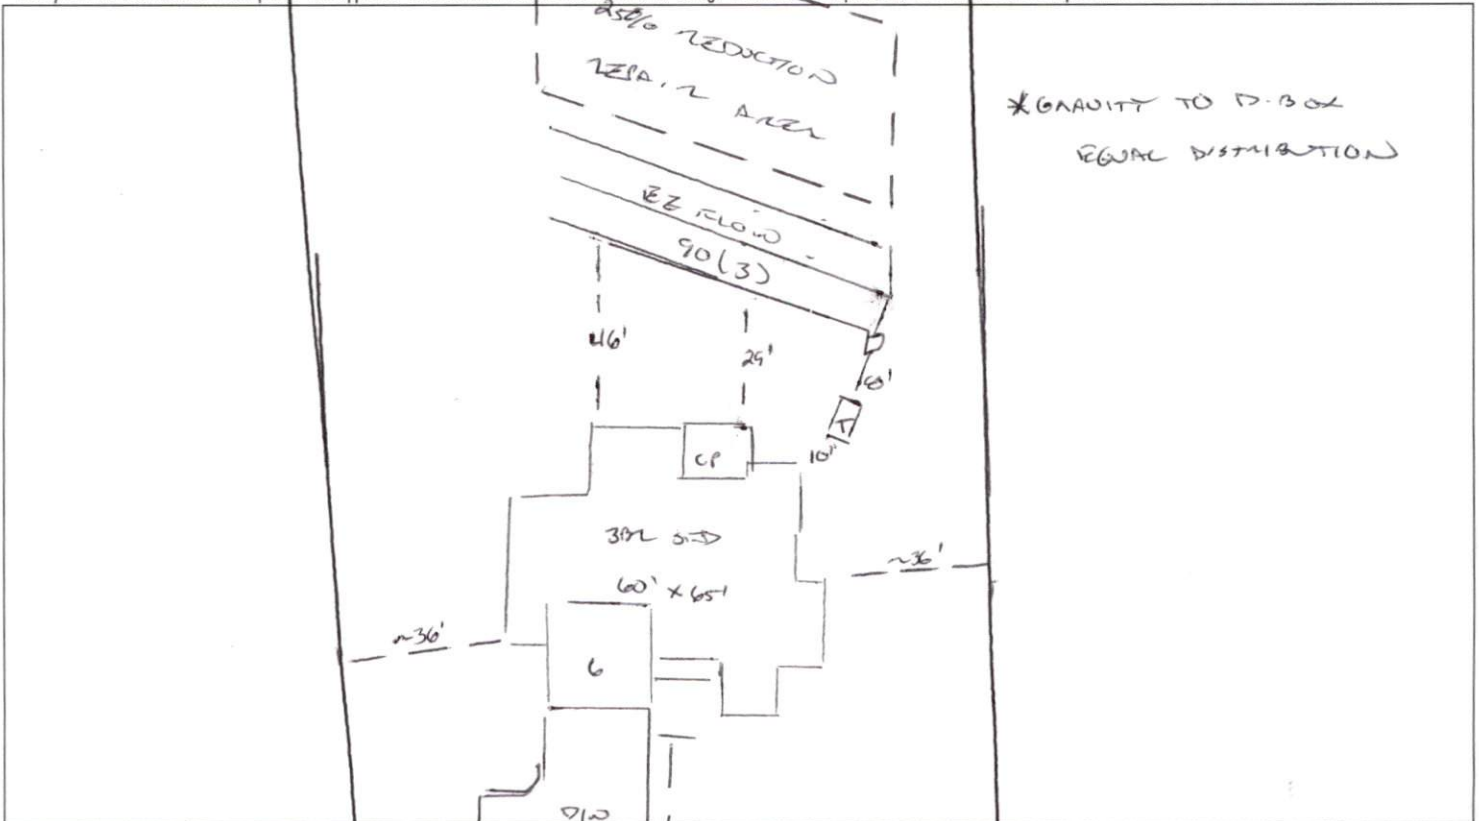 25% REDUCTION
REPAIR AREA
*GRAVITY TO D-BOX
EQUAL DISTRIBUTION
EZ FLOW
90(3)
46'
29'
8'
T
10'
CP
3BR SFD
60' x 65'
~36'
~36'
G
D/W